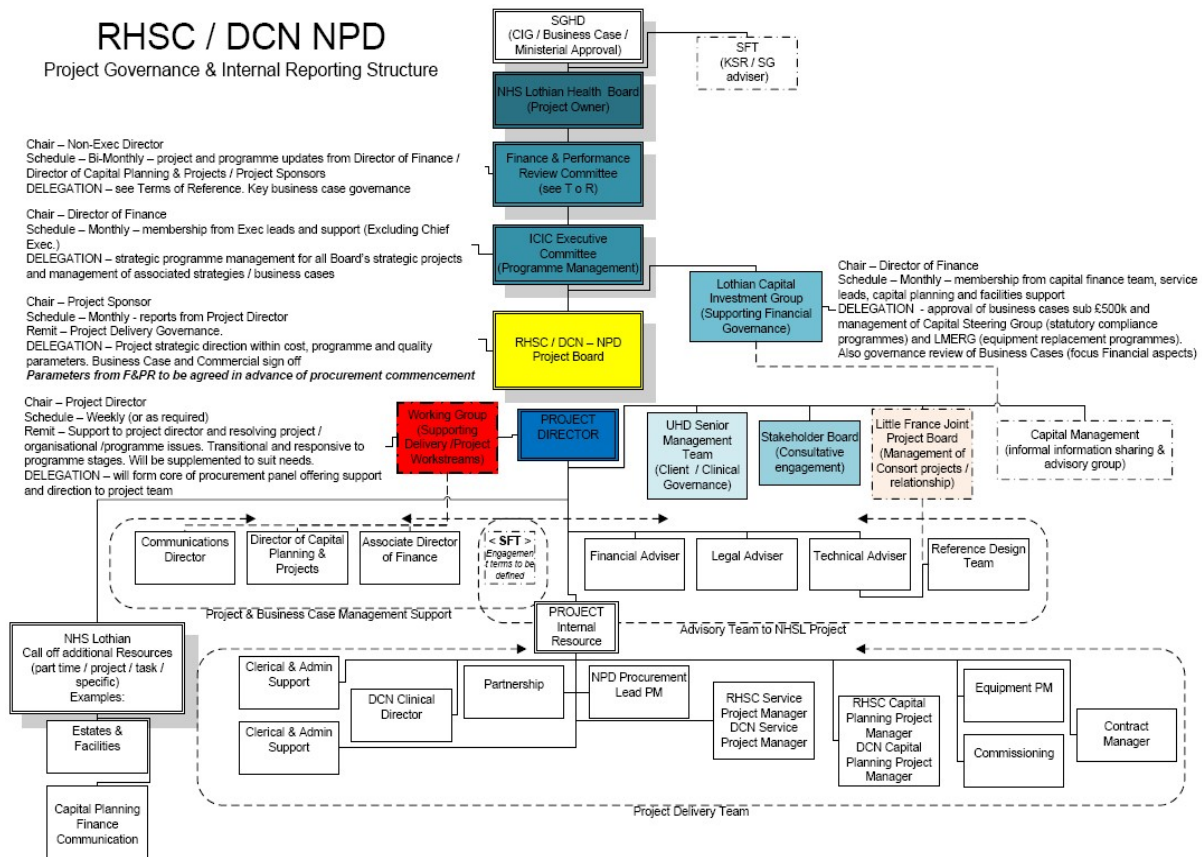 RHSC / DCN NPD
Project Governance & Internal Reporting Structure
SGHD
(CIG / Business Case /
Ministerial Approval)
SFT
(KSR / SG
adviser)
NHS Lothian Health Board
(Project Owner)
Chair – Non-Exec Director
Schedule – Bi-Monthly – project and programme updates from Director of Finance /
Director of Capital Planning & Projects / Project Sponsors
DELEGATION – see Terms of Reference. Key business case governance
Finance & Performance
Review Committee
(see T o R)
Chair – Director of Finance
Schedule – Monthly – membership from Exec leads and support (Excluding Chief
Exec.)
DELEGATION – strategic programme management for all Board's strategic projects
and management of associated strategies / business cases
ICIC Executive
Committee
(Programme Management)
Lothian Capital
Investment Group
(Supporting Financial
Governance)
Chair – Director of Finance
Schedule – Monthly – membership from capital finance team, service
leads, capital planning and facilities support
DELEGATION - approval of business cases sub £500k and
management of Capital Steering Group (statutory compliance
programmes) and LMERG (equipment replacement programmes).
Also governance review of Business Cases (focus Financial aspects)
Chair – Project Sponsor
Schedule – Monthly - reports from Project Director
Remit – Project Delivery Governance.
DELEGATION – Project strategic direction within cost, programme and quality
parameters. Business Case and Commercial sign off
Parameters from F&PR to be agreed in advance of procurement commencement
RHSC / DCN – NPD
Project Board
Chair – Project Director
Schedule – Weekly (or as required)
Remit – Support to project director and resolving project /
organisational /programme issues. Transitional and responsive to
programme stages. Will be supplemented to suit needs.
DELEGATION – will form core of procurement panel offering support
and direction to project team
Working Group
(Supporting
Delivery /Project
Workstreams)
PROJECT
DIRECTOR
UHD Senior
Management
Team
(Client / Clinical
Governance)
Stakeholder Board
(Consultative
engagement)
Little France Joint
Project Board
(Management of
Consort projects /
relationship)
Capital Management
(informal information sharing &
advisory group)
Communications
Director
Director of Capital
Planning &
Projects
Associate Director
of Finance
< SFT >
Engagemen
t terms to be
defined
Financial Adviser
Legal Adviser
Technical Adviser
Reference Design
Team
Project & Business Case Management Support
Advisory Team to NHSL Project
PROJECT
Internal
Resource
NHS Lothian
Call off additional Resources
(part time / project / task /
specific)
Examples:
Estates &
Facilities
Capital Planning
Finance
Communication
Clerical & Admin
Support
DCN Clinical
Director
Partnership
NPD Procurement
Lead PM
Clerical & Admin
Support
RHSC Service
Project Manager
DCN Service
Project Manager
RHSC Capital
Planning Project
Manager
DCN Capital
Planning Project
Manager
Equipment PM
Commissioning
Contract
Manager
Project Delivery Team